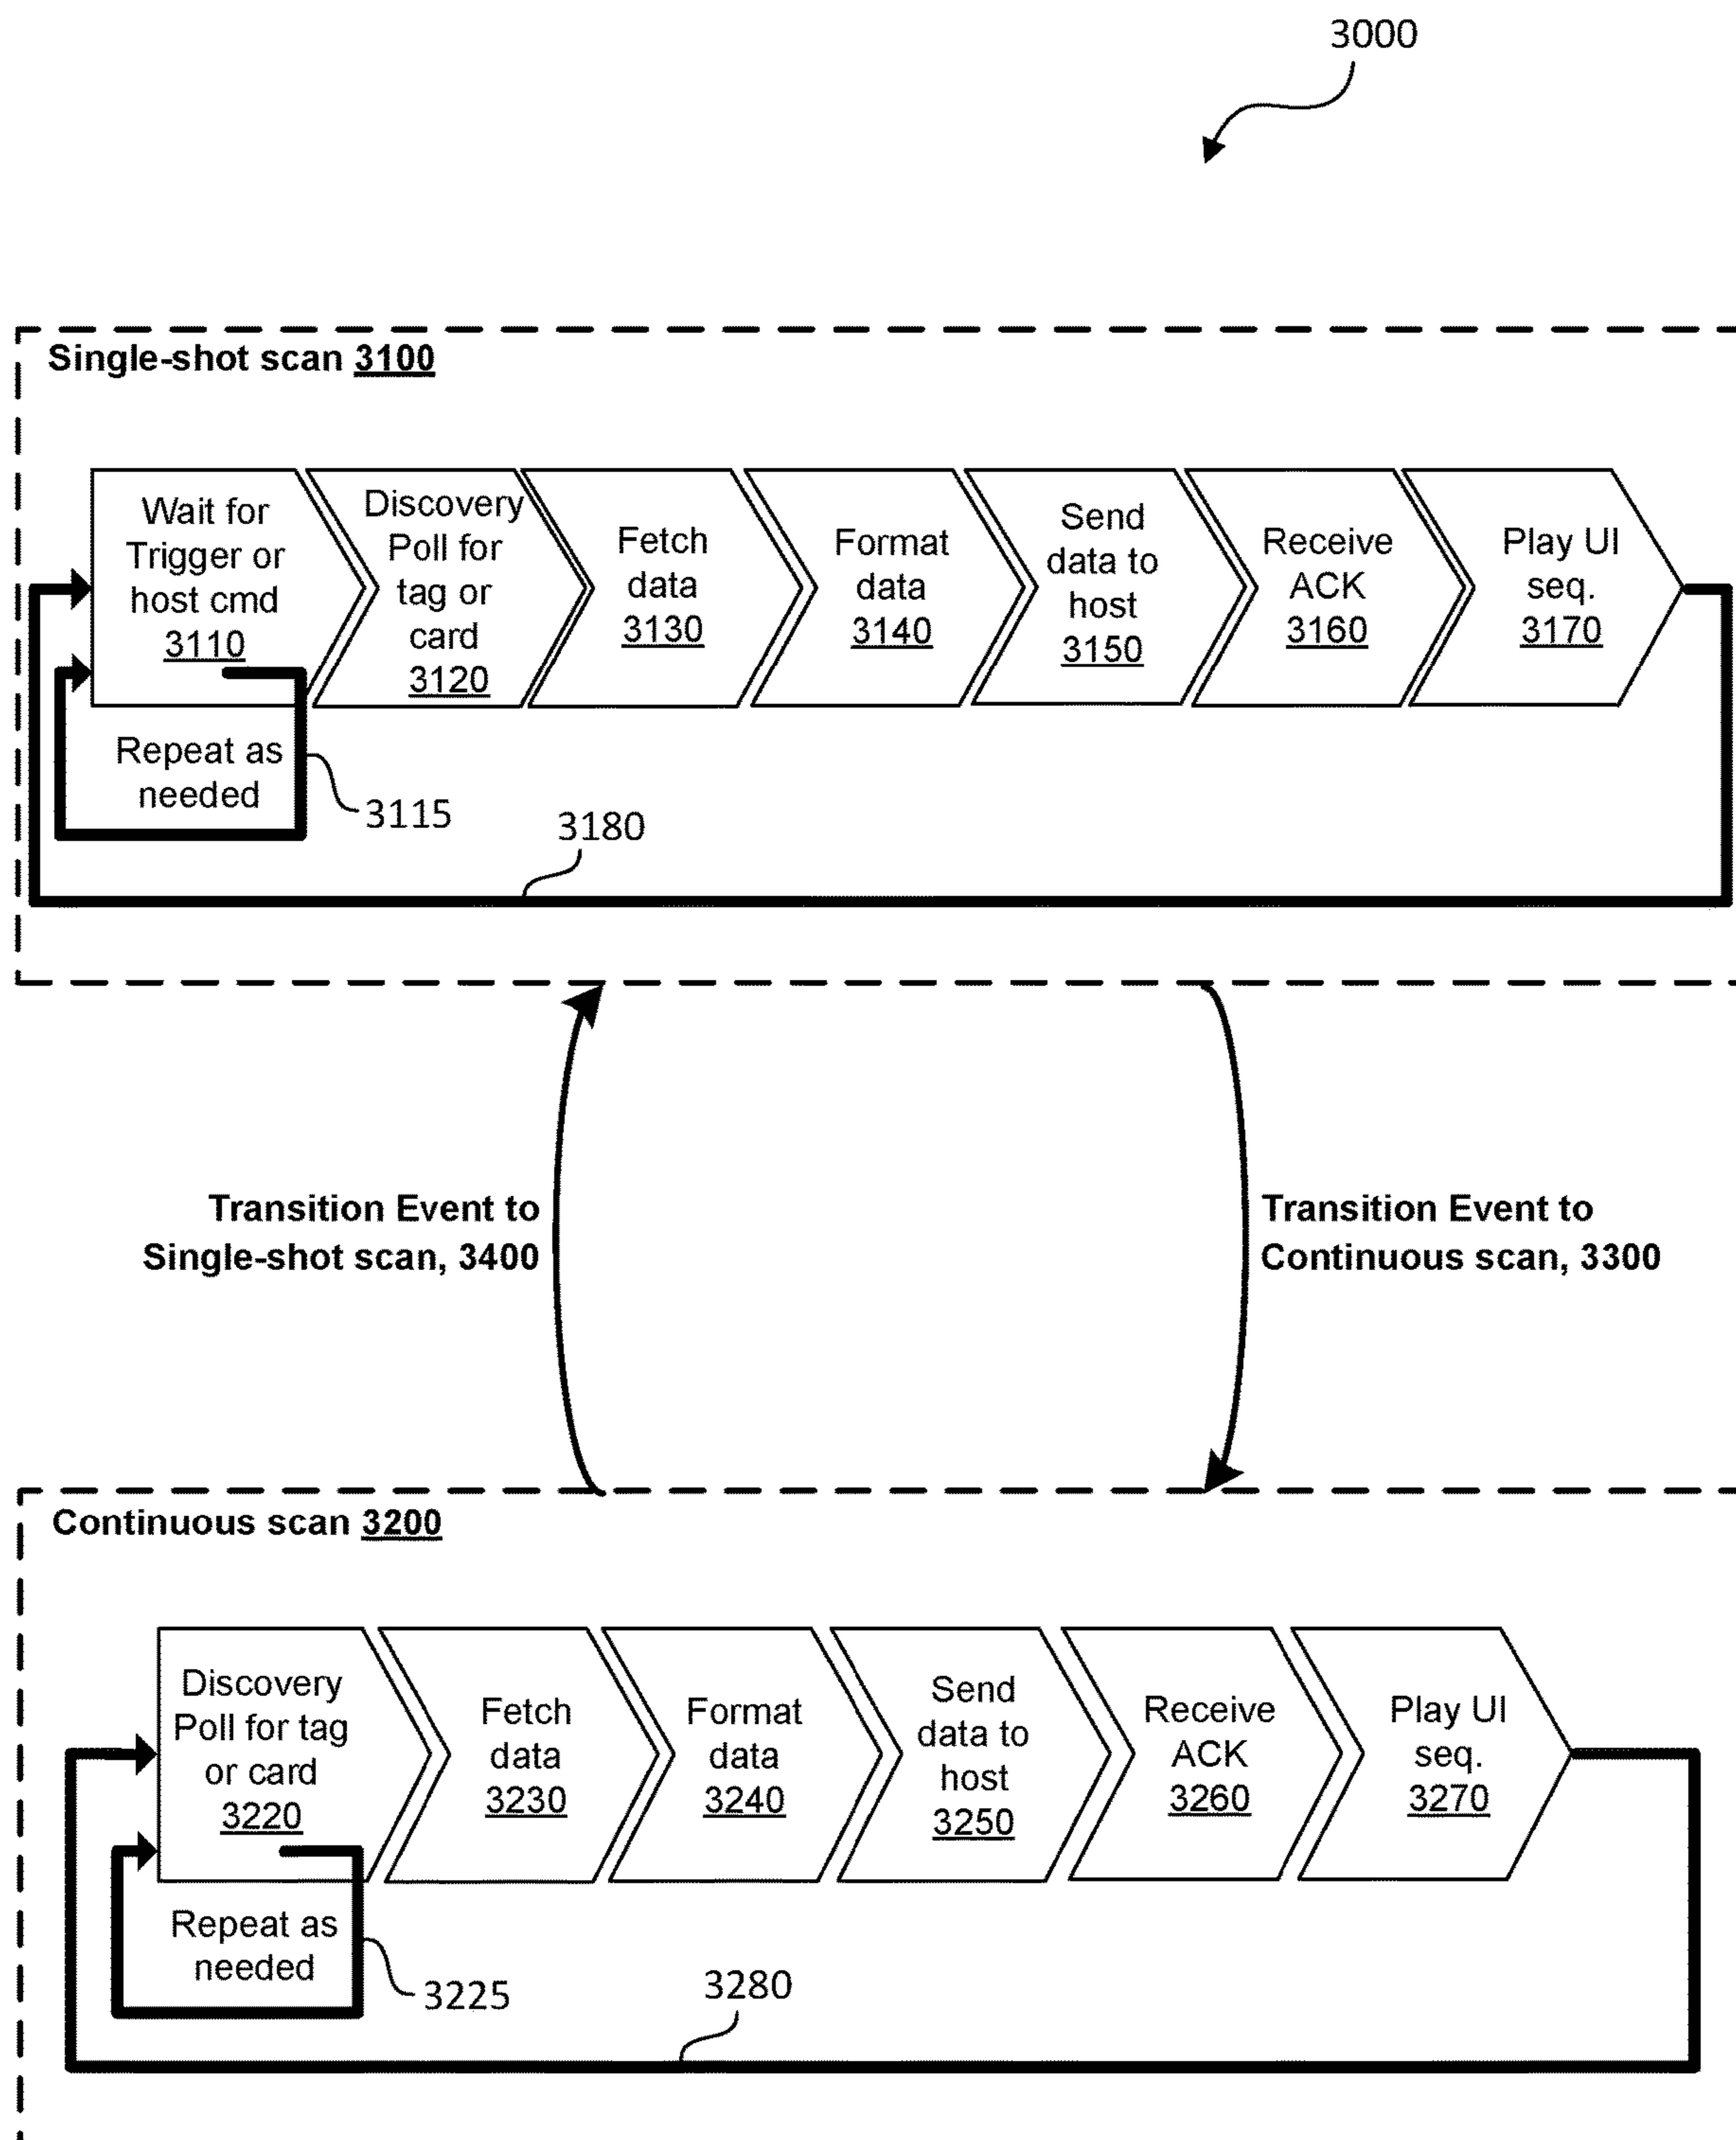 3000
Single-shot scan 3100
Wait for
Trigger or
host cmd
3110
Discovery
Poll for
tag or
card
3120
Fetch
data
3130
Format
data
3140
Send
data to
host
3150
Receive
ACK
3160
Play UI
seq.
3170
Repeat as
needed
3115
3180
Transition Event to
Single-shot scan, 3400
Transition Event to
Continuous scan, 3300
Continuous scan 3200
Discovery
Poll for tag
or card
3220
Fetch
data
3230
Format
data
3240
Send
data to
host
3250
Receive
ACK
3260
Play UI
seq.
3270
Repeat as
needed
3225
3280